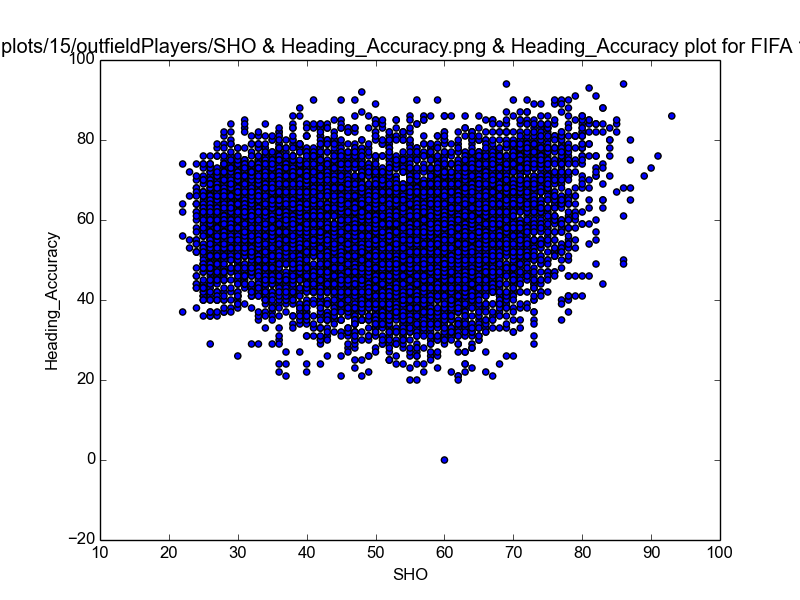 plots/15/outfieldPlayers/SHO & Heading_Accuracy.png & Heading_Accuracy plot for FIFA
100
80
60
40
20
0
−20
Heading_Accuracy
10 20 30 40 50 60 70 80 90 100
SHO